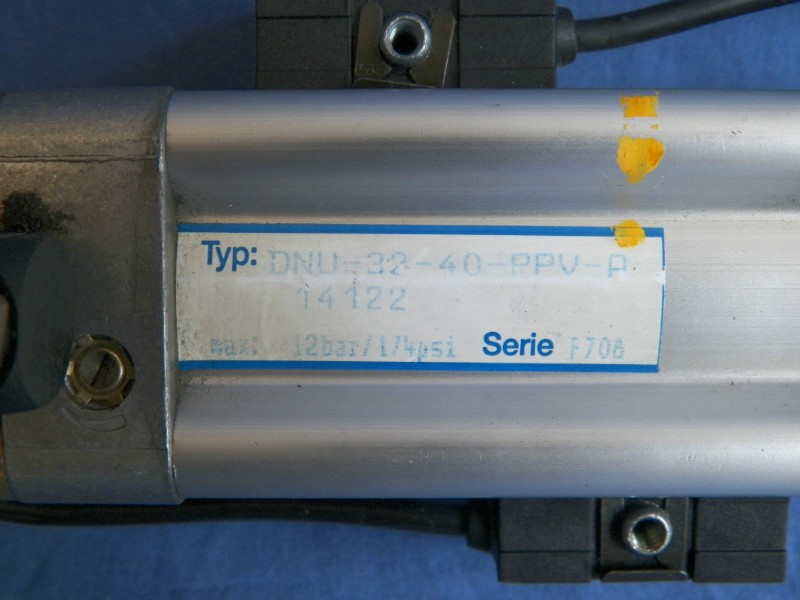 Typ: DNU-32-40-PPV-A
14122
max: 12bar/174psi Serie F708